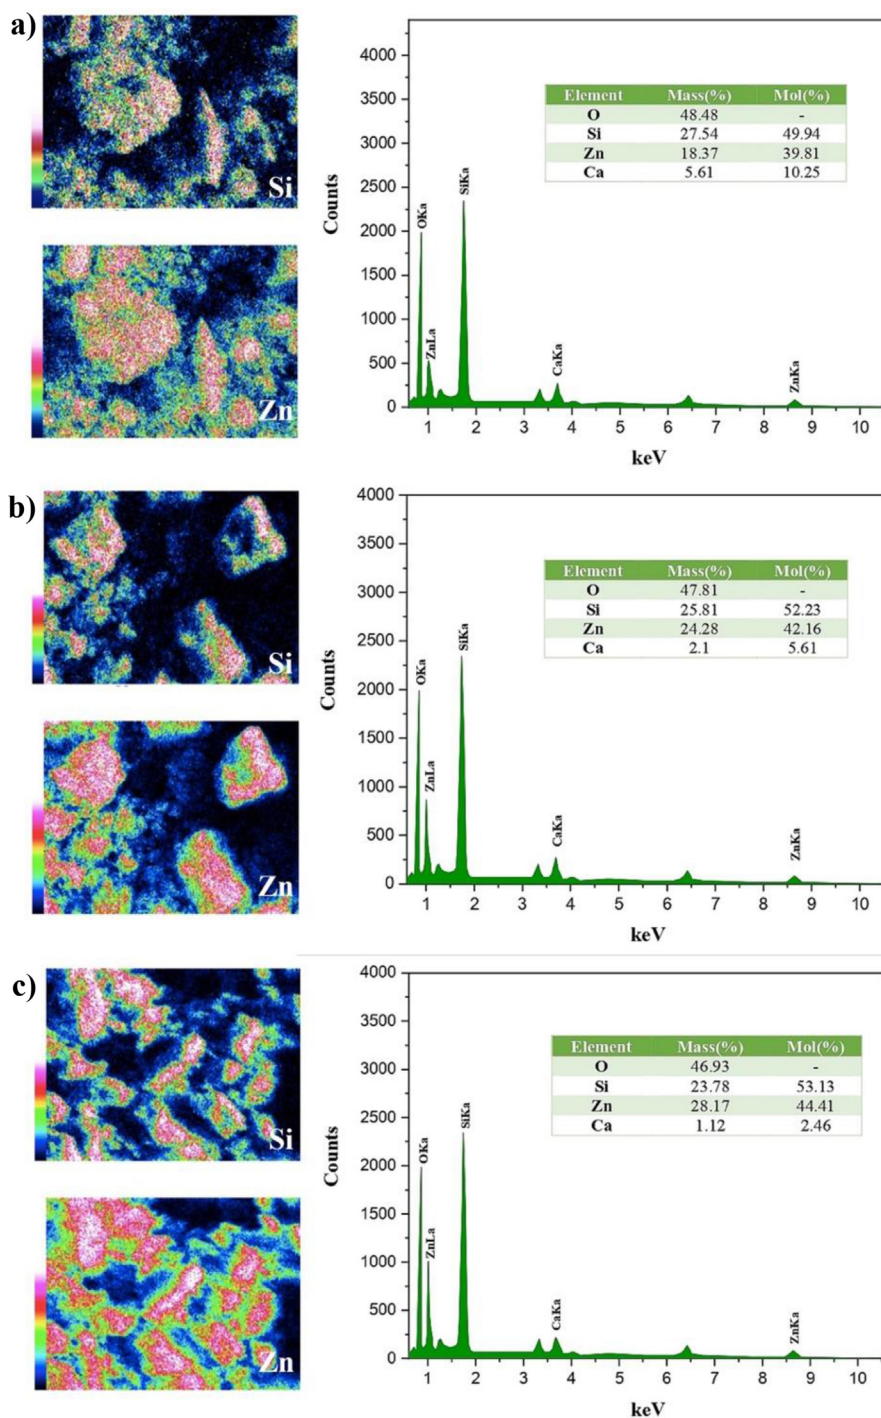 a)
Si
Zn
Counts
4000
3500
3000
2500
2000
1500
1000
500
0
OKa
ZnLa
SiKa
CaKa
ZnKa
Element Mass(%) Mol(%)
O 48.48 -
Si 27.54 49.94
Zn 18.37 39.81
Ca 5.61 10.25
1 2 3 4 5 6 7 8 9 10
keV
b)
Si
Zn
Counts
4000
3500
3000
2500
2000
1500
1000
500
0
OKa
ZnLa
SiKa
CaKa
ZnKa
Element Mass(%) Mol(%)
O 47.81 -
Si 25.81 52.23
Zn 24.28 42.16
Ca 2.1 5.61
1 2 3 4 5 6 7 8 9 10
keV
c)
Si
Zn
Counts
4000
3500
3000
2500
2000
1500
1000
500
0
OKa
ZnLa
SiKa
CaKa
ZnKa
Element Mass(%) Mol(%)
O 46.93 -
Si 23.78 53.13
Zn 28.17 44.41
Ca 1.12 2.46
1 2 3 4 5 6 7 8 9 10
keV